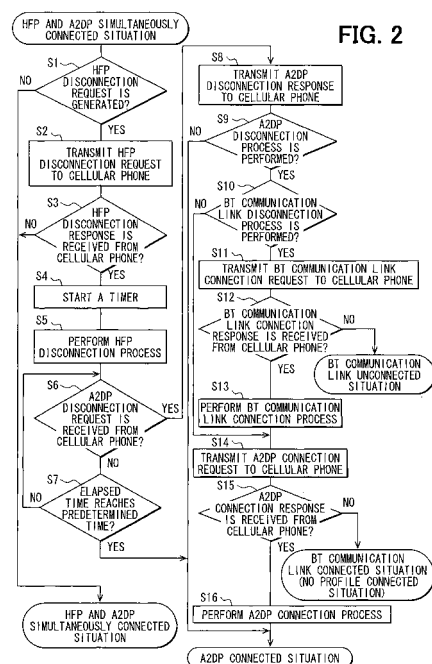 HFP AND A2DP SIMULTANEOUSLY
CONNECTED SITUATION
FIG. 2
S1
NO
HFP
DISCONNECTION
REQUEST IS
GENERATED?
YES
S2
TRANSMIT HFP
DISCONNECTION REQUEST
TO CELLULAR PHONE
S3
NO
HFP
DISCONNECTION
RESPONSE
IS RECEIVED FROM
CELLULAR PHONE?
YES
S4
START A TIMER
S5
PERFORM HFP
DISCONNECTION PROCESS
S6
A2DP
DISCONNECTION
REQUEST IS
RECEIVED FROM
CELLULAR PHONE?
YES
NO
S7
NO
ELAPSED
TIME REACHES
PREDETERMINED
TIME?
YES
HFP AND A2DP
SIMULTANEOUSLY CONNECTED
SITUATION
S8
TRANSMIT A2DP
DISCONNECTION RESPONSE
TO CELLULAR PHONE
S9
NO
A2DP
DISCONNECTION
PROCESS IS
PERFORMED?
YES
S10
NO
BT COMMUNICATION
LINK DISCONNECTION
PROCESS IS
PERFORMED?
YES
S11
TRANSMIT BT COMMUNICATION LINK
CONNECTION REQUEST TO CELLULAR PHONE
S12
BT COMMUNICATION
LINK CONNECTION
RESPONSE IS RECEIVED
FROM CELLULAR PHONE?
NO
YES
BT COMMUNICATION
LINK UNCONNECTED
SITUATION
S13
PERFORM BT COMMUNICATION
LINK CONNECTION PROCESS
S14
TRANSMIT A2DP CONNECTION
REQUEST TO CELLULAR PHONE
S15
A2DP
CONNECTION RESPONSE
IS RECEIVED FROM
CELLULAR PHONE?
NO
YES
BT COMMUNICATION
LINK CONNECTED SITUATION
(NO PROFILE CONNECTED
SITUATION)
S16
PERFORM A2DP CONNECTION PROCESS
A2DP CONNECTED SITUATION